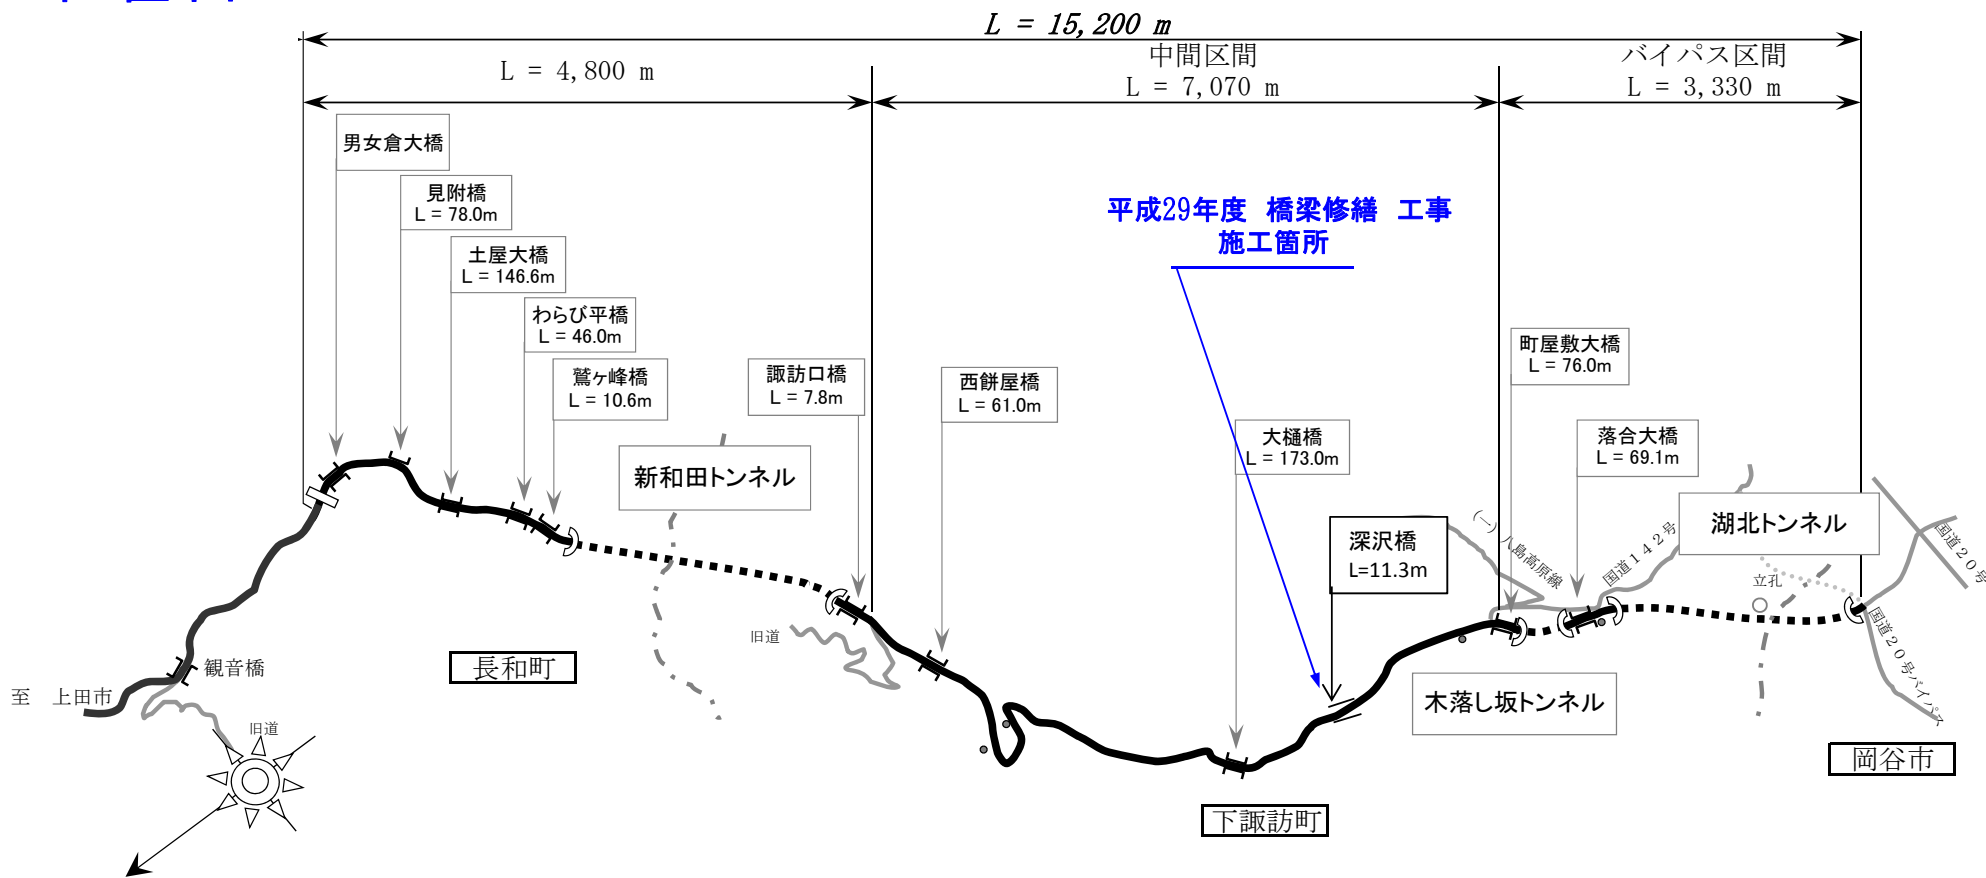 L = 15,200 m
L = 4,800 m
中間区間
L = 7,070 m
バイパス区間
L = 3,330 m
男女倉大橋
見附橋
L = 78.0m
土屋大橋
L = 146.6m
わらび平橋
L = 46.0m
鷲ヶ峰橋
L = 10.6m
新和田トンネル
諏訪口橋
L = 7.8m
西餅屋橋
L = 61.0m
平成29年度 橋梁修繕 工事
施工箇所
大樋橋
L = 173.0m
深沢橋
L=11.3m
町屋敷大橋
L = 76.0m
落合大橋
L = 69.1m
湖北トンネル
(一)八島高原線
国道142号
国道20号
立孔
国道20号バイパス
旧道
長和町
観音橋
至 上田市
旧道
木落し坂トンネル
岡谷市
下諏訪町